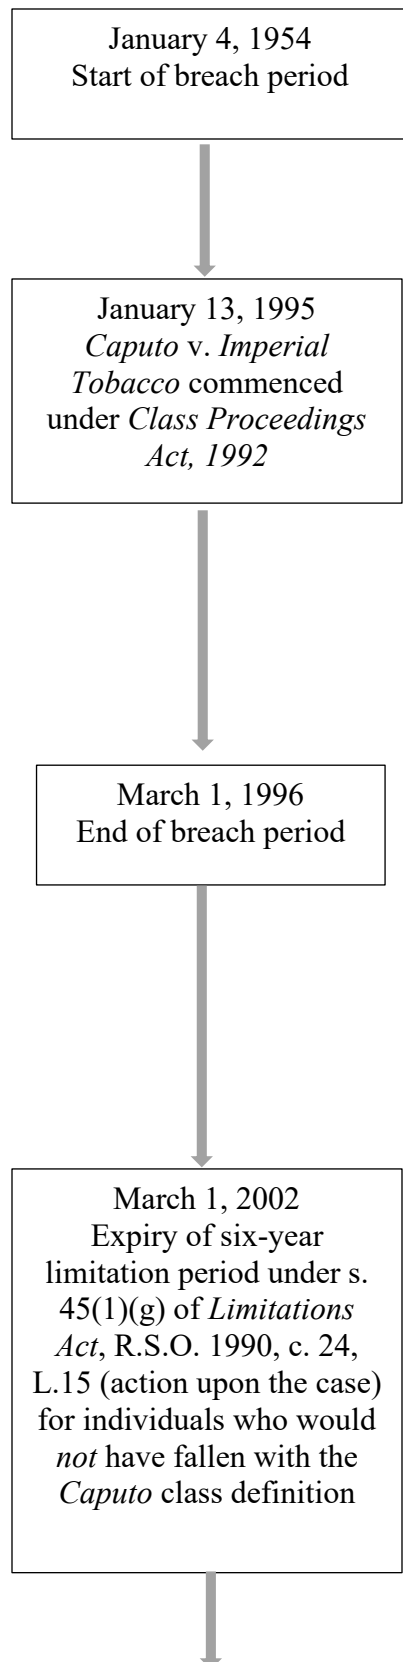 January 4, 1954
Start of breach period
January 13, 1995
Caputo v. Imperial
Tobacco commenced
under Class Proceedings
Act, 1992
March 1, 1996
End of breach period
March 1, 2002
Expiry of six-year
limitation period under s.
45(1)(g) of Limitations
Act, R.S.O. 1990, c. 24,
L.15 (action upon the case)
for individuals who would
not have fallen with the
Caputo class definition